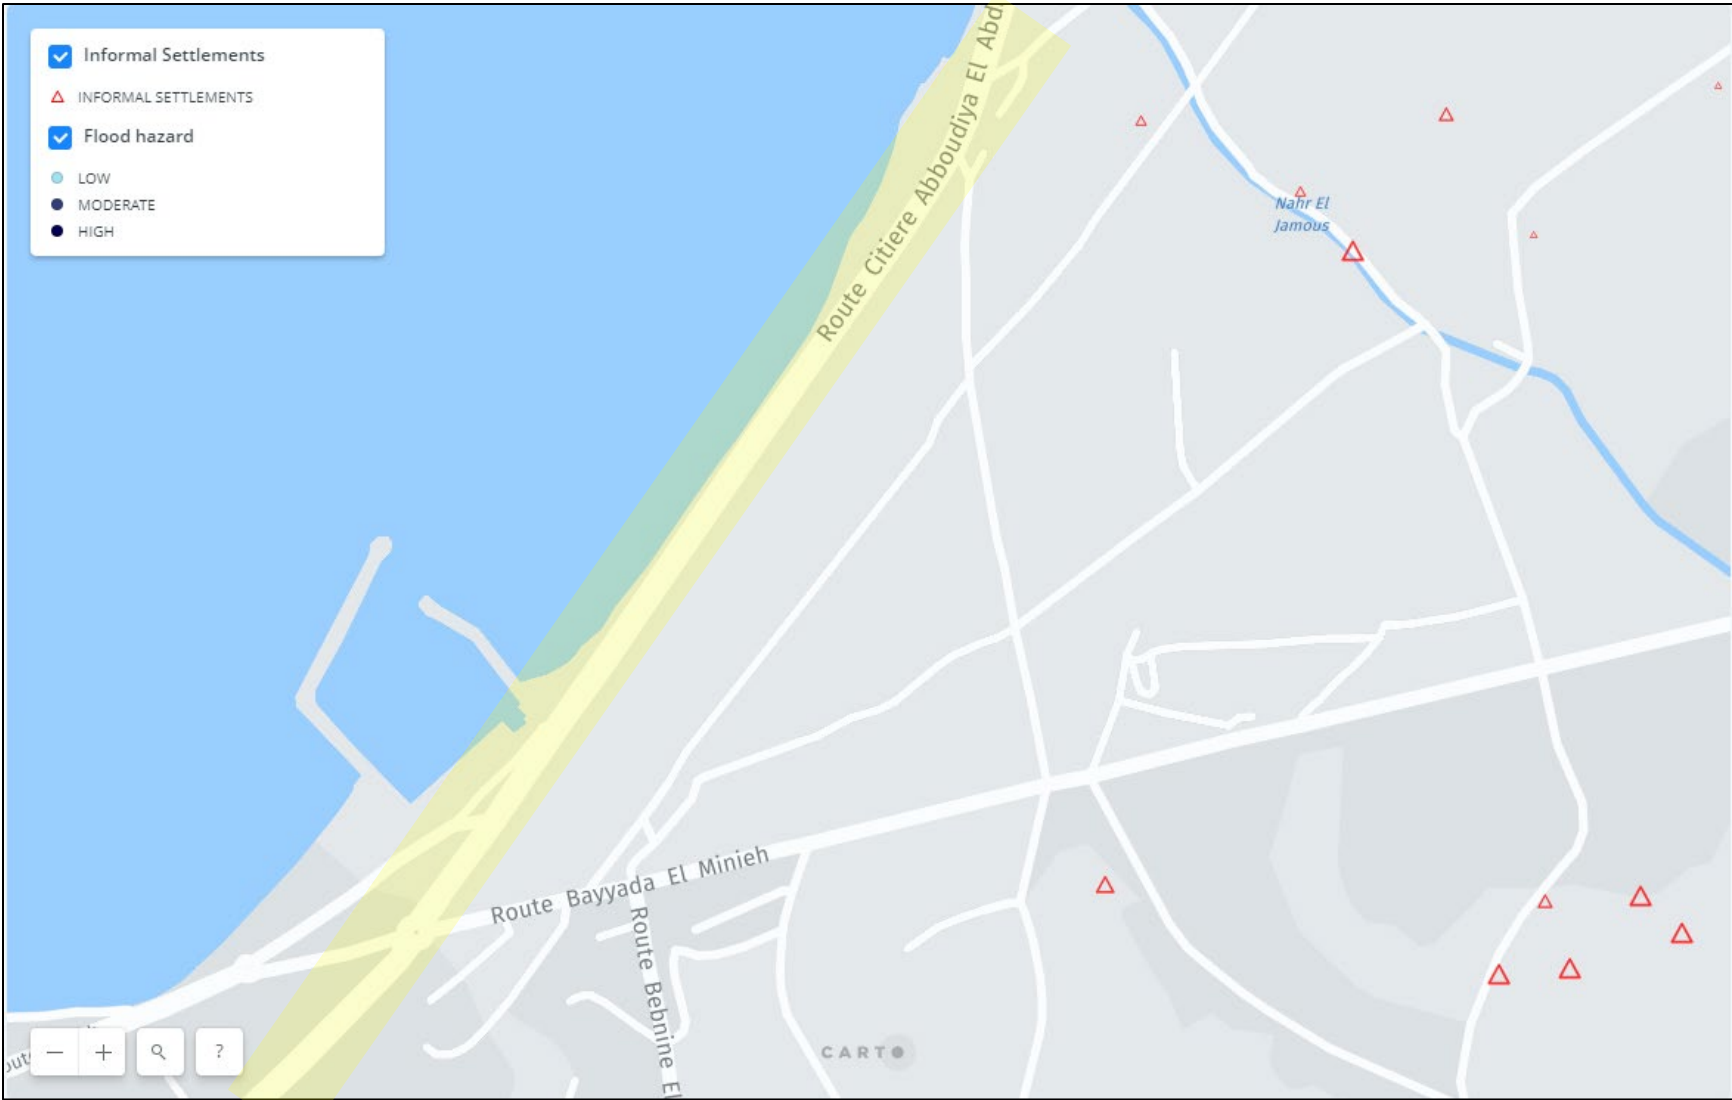 Informal Settlements
INFORMAL SETTLEMENTS
Flood hazard
LOW
MODERATE
HIGH
Route Citiere Abboudiya El Abd
Nahr El
Jamous
Route Bayyada El Minieh
Route Bebnine El
CARTO
?